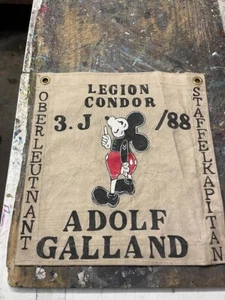 LEGION
CONDOR
3. J /88
OBERLEUTNANT
STAFFELKAPITAN
ADOLF
GALLAND